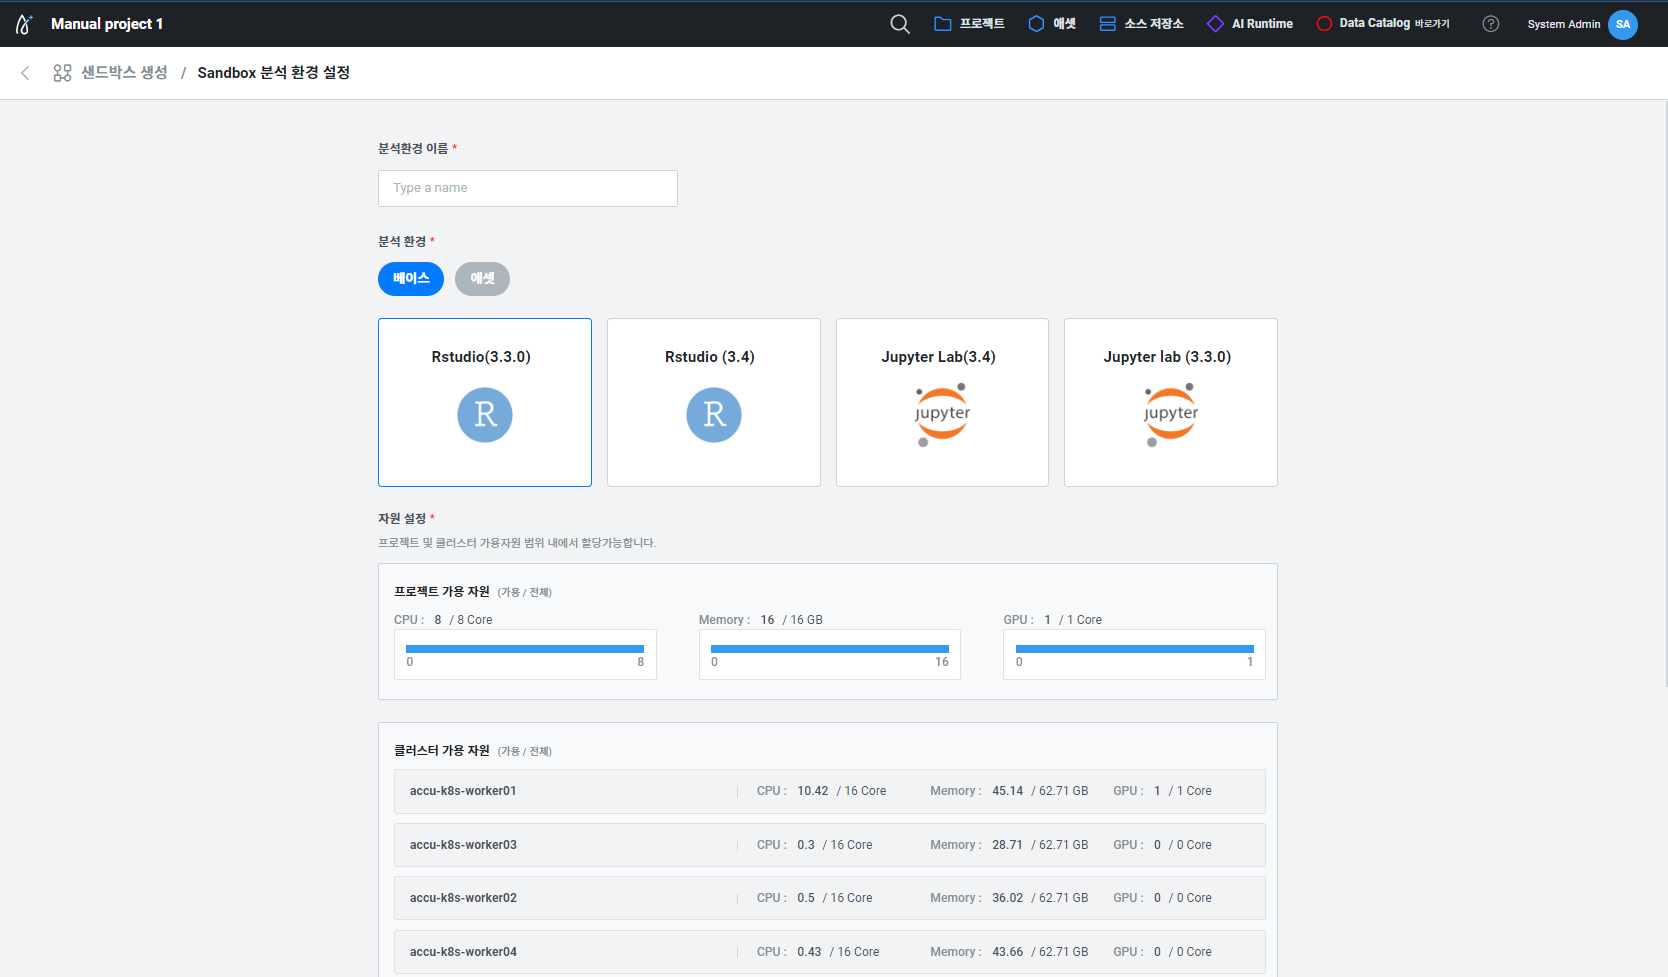 Manual project 1
프로젝트
애셋
소스 저장소
AI Runtime
Data Catalog 바로가기
?
System Admin
SA
샌드박스 생성 / Sandbox 분석 환경 설정
분석환경 이름 *
Type a name
분석 환경 *
베이스
애셋
Rstudio(3.3.0)
R
Rstudio (3.4)
R
Jupyter Lab(3.4)
jupyter
Jupyter lab (3.3.0)
jupyter
자원 설정 *
프로젝트 및 클러스터 가용자원 범위 내에서 할당가능합니다.
프로젝트 가용 자원 (가용 / 전체)
CPU : 8 / 8 Core
0 8
Memory : 16 / 16 GB
0 16
GPU : 1 / 1 Core
0 1
클러스터 가용 자원 (가용 / 전체)
accu-k8s-worker01 | CPU : 10.42 / 16 Core Memory : 45.14 / 62.71 GB GPU : 1 / 1 Core
accu-k8s-worker03 | CPU : 0.3 / 16 Core Memory : 28.71 / 62.71 GB GPU : 0 / 0 Core
accu-k8s-worker02 | CPU : 0.5 / 16 Core Memory : 36.02 / 62.71 GB GPU : 0 / 0 Core
accu-k8s-worker04 | CPU : 0.43 / 16 Core Memory : 43.66 / 62.71 GB GPU : 0 / 0 Core